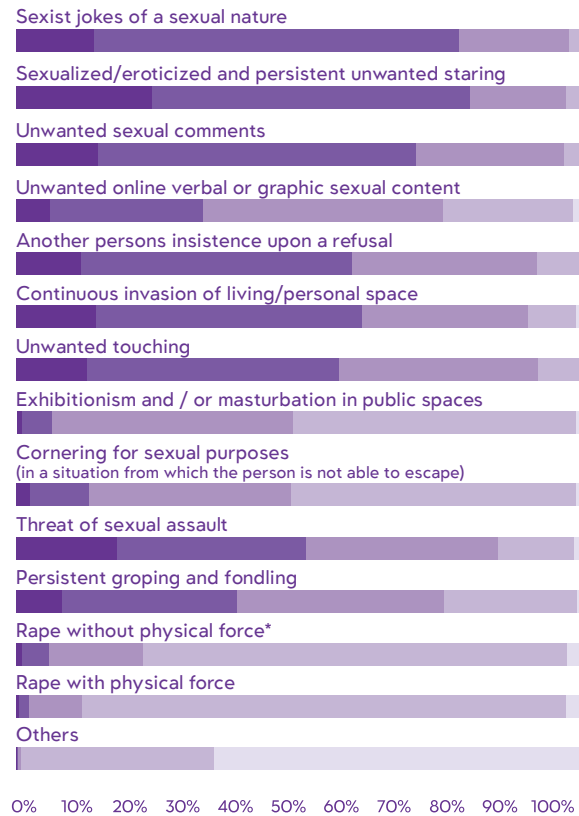 Sexist jokes of a sexual nature
Sexualized/eroticized and persistent unwanted staring
Unwanted sexual comments
Unwanted online verbal or graphic sexual content
Another persons insistence upon a refusal
Continuous invasion of living/personal space
Unwanted touching
Exhibitionism and / or masturbation in public spaces
Cornering for sexual purposes
(in a situation from which the person is not able to escape)
Threat of sexual assault
Persistent groping and fondling
Rape without physical force*
Rape with physical force
Others
0% 10% 20% 30% 40% 50% 60% 70% 80% 90% 100%